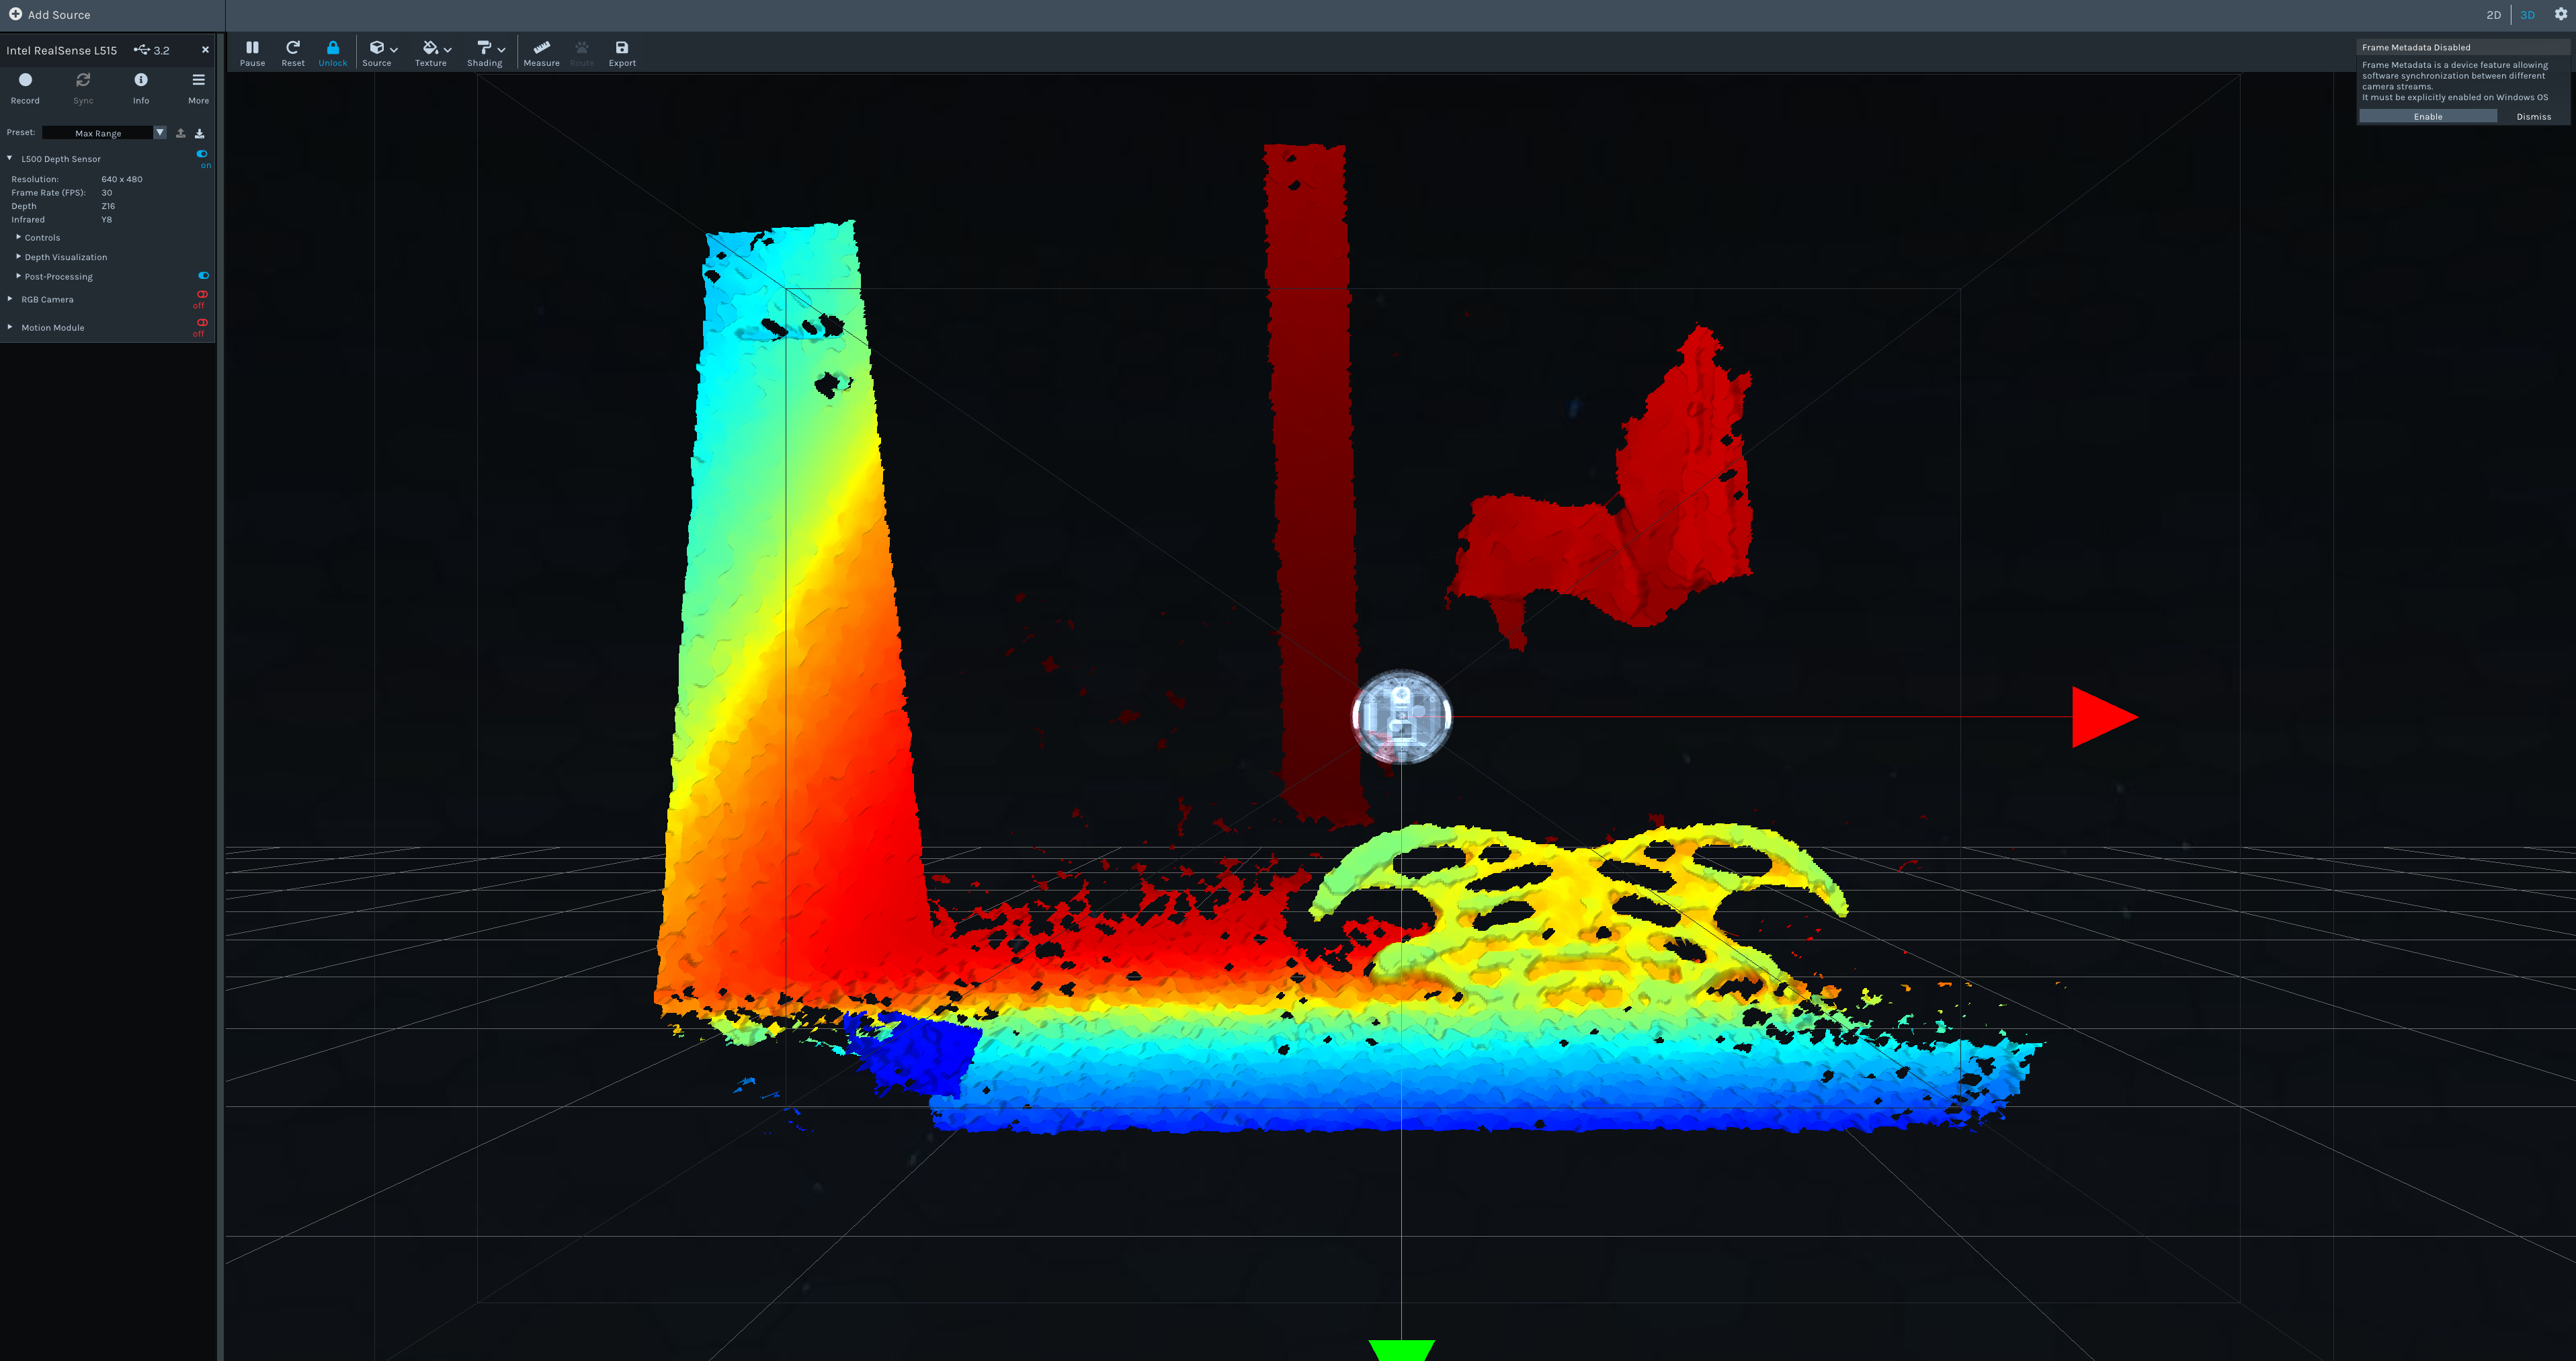 Add Source
2D 3D
Intel RealSense L515 3.2
Record Sync Info More
Preset: Max Range
L500 Depth Sensor on
Resolution: 640 x 480
Frame Rate (FPS): 30
Depth Z16
Infrared Y8
Controls
Depth Visualization
Post-Processing
RGB Camera off
Motion Module off
Pause Reset Unlock Source Texture Shading Measure Route Export
Frame Metadata Disabled
Frame Metadata is a device feature allowing
software synchronization between different
camera streams.
It must be explicitly enabled on Windows OS
Enable Dismiss